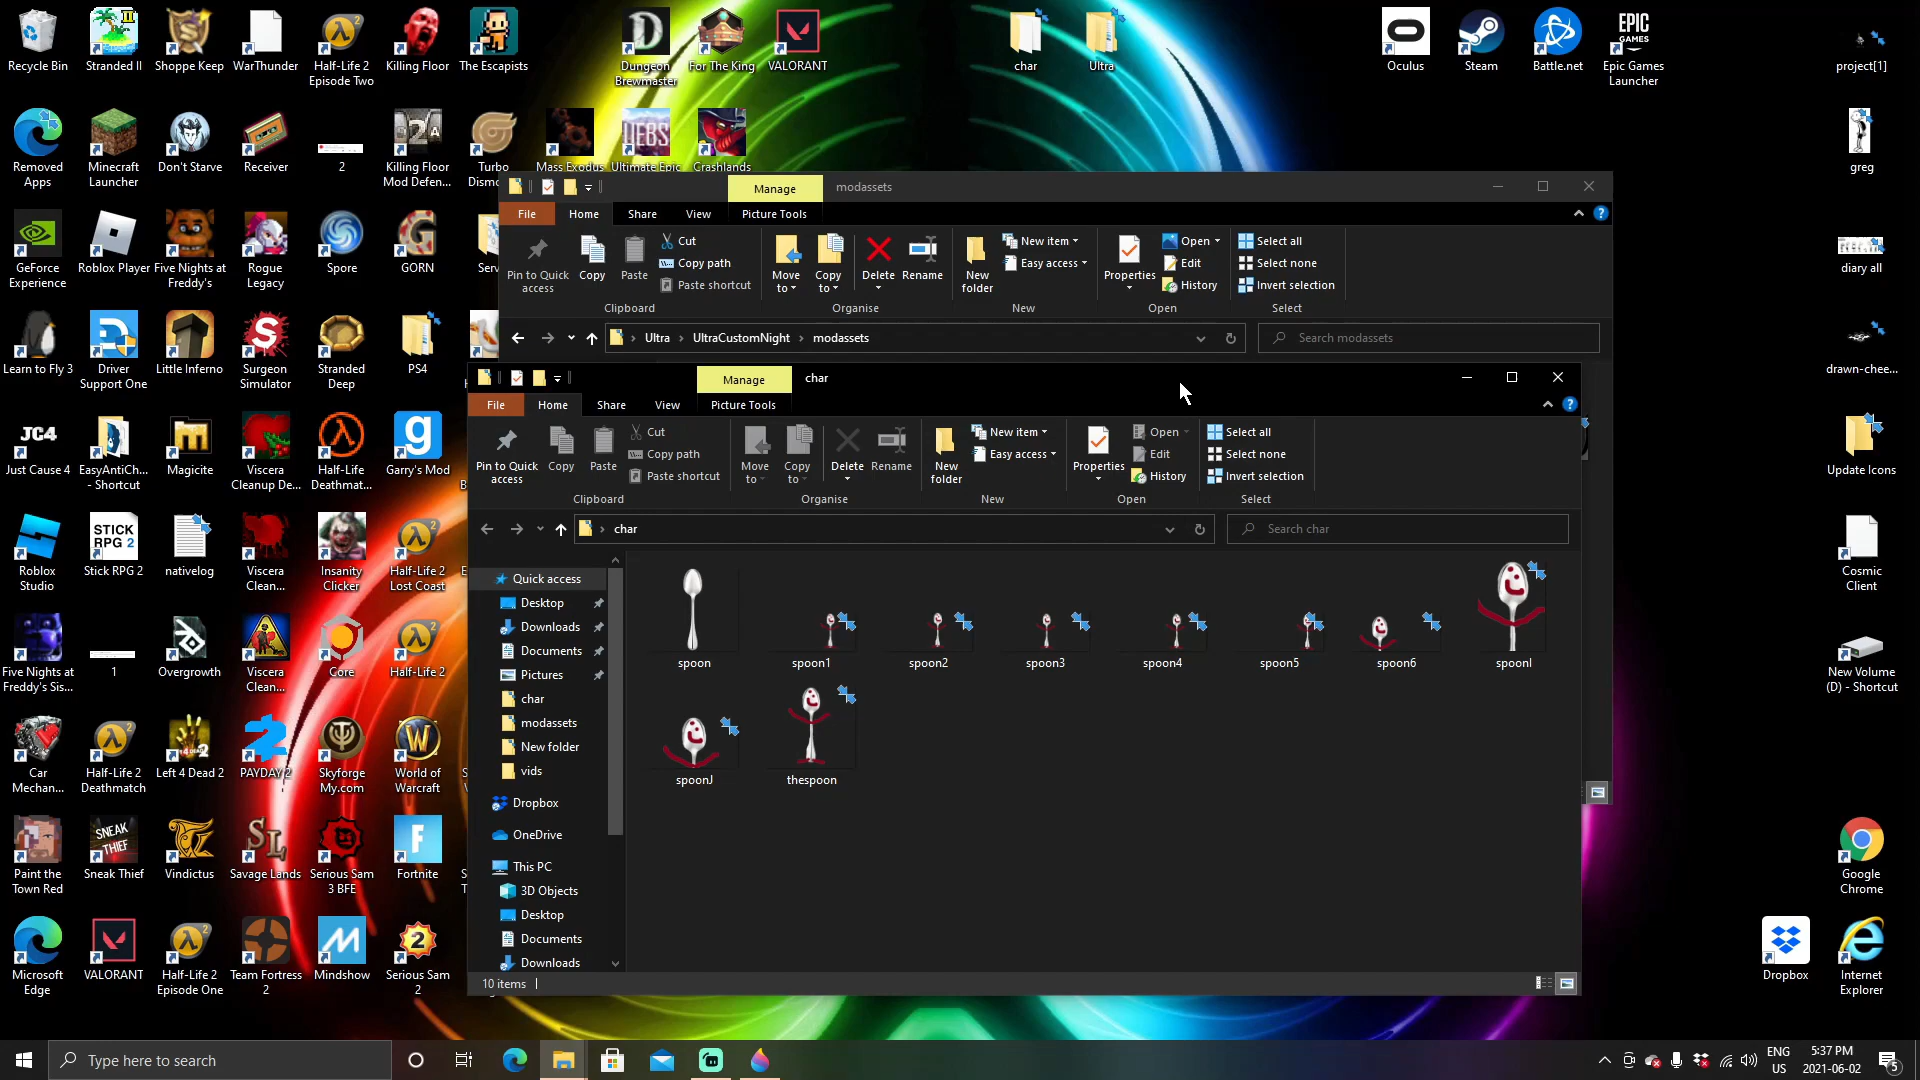 Recycle Bin
Stranded II
Shoppe Keep
WarThunder
Half-Life 2
Episode Two
Killing Floor
The Escapists
Dungeon
Brewmaster
For The King
VALORANT
char
Ultra
Oculus
Steam
Battle.net
EPIC
GAMES
Epic Games
Launcher
project[1]
Removed
Apps
Minecraft
Launcher
Don't Starve
Receiver
2
Killing Floor
Mod Defen...
Turbo
Dismo
Mass Exodus
Ultimate Epic
Crashlands
greg
GeForce
Experience
Roblox Player
Five Nights at
Freddy's
Rogue
Legacy
Spore
GORN
Serv
diary all
Learn to Fly 3
Driver
Support One
Little Inferno
Surgeon
Simulator
Stranded
Deep
PS4
drawn-chee...
JC4
Just Cause 4
EasyAntiCh...
- Shortcut
Magicite
Viscera
Cleanup De...
Half-Life
Deathmat...
Garry's Mod
Update Icons
Roblox
Studio
STICK
RPG 2
Stick RPG 2
nativelog
Viscera
Clean...
Insanity
Clicker
Half-Life 2
Lost Coast
Cosmic
Client
Five Nights at
Freddy's Sis...
1
Overgrowth
Viscera
Clean...
Core
Half-Life 2
New Volume
(D) - Shortcut
Car
Mechan...
Half-Life 2
Deathmatch
Left 4 Dead 2
PAYDAY 2
Skyforge
My.com
World of
Warcraft
Paint the
Town Red
SNEAK
THIEF
Sneak Thief
Vindictus
SL
Savage Lands
Serious Sam
3 BFE
Fortnite
Google
Chrome
Microsoft
Edge
VALORANT
Half-Life 2
Episode One
Team Fortress
2
Mindshow
Serious Sam
2
Dropbox
Internet
Explorer
Manage
modassets
File
Home
Share
View
Picture Tools
Pin to Quick
access
Copy
Paste
Cut
Copy path
Paste shortcut
Clipboard
Move
to
Copy
to
Delete
Rename
Organise
New
folder
New item
Easy access
New
Properties
Open
Edit
History
Open
Select all
Select none
Invert selection
Select
Ultra
UltraCustomNight
modassets
Search modassets
Manage
char
File
Home
Share
View
Picture Tools
Pin to Quick
access
Copy
Paste
Cut
Copy path
Paste shortcut
Clipboard
Move
to
Copy
to
Delete
Rename
Organise
New
folder
New item
Easy access
New
Properties
Open
Edit
History
Open
Select all
Select none
Invert selection
Select
char
Search char
Quick access
Desktop
Downloads
Documents
Pictures
char
modassets
New folder
vids
Dropbox
OneDrive
This PC
3D Objects
Desktop
Documents
Downloads
spoon
spoon1
spoon2
spoon3
spoon4
spoon5
spoon6
spoonI
spoonJ
thespoon
10 items
Type here to search
ENG
US
5:37 PM
2021-06-02
5